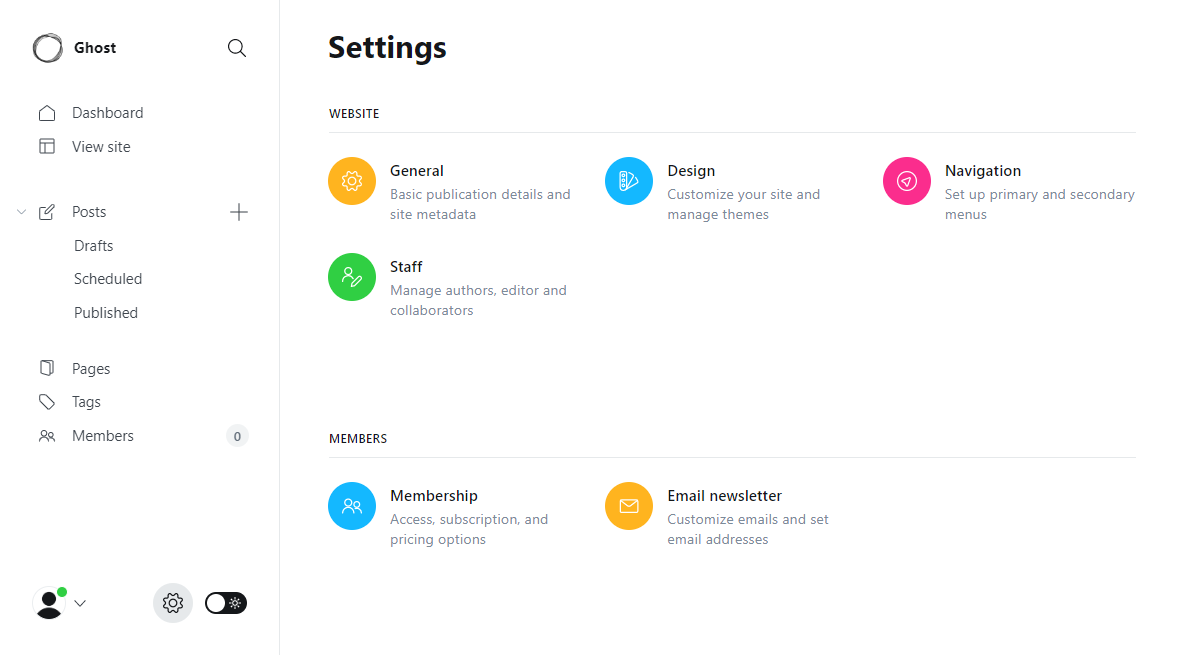 Ghost
Dashboard
View site
Posts
Drafts
Scheduled
Published
Pages
Tags
Members
0
Settings
WEBSITE
General
Basic publication details and
site metadata
Design
Customize your site and
manage themes
Navigation
Set up primary and secondary
menus
Staff
Manage authors, editor and
collaborators
MEMBERS
Membership
Access, subscription, and
pricing options
Email newsletter
Customize emails and set
email addresses